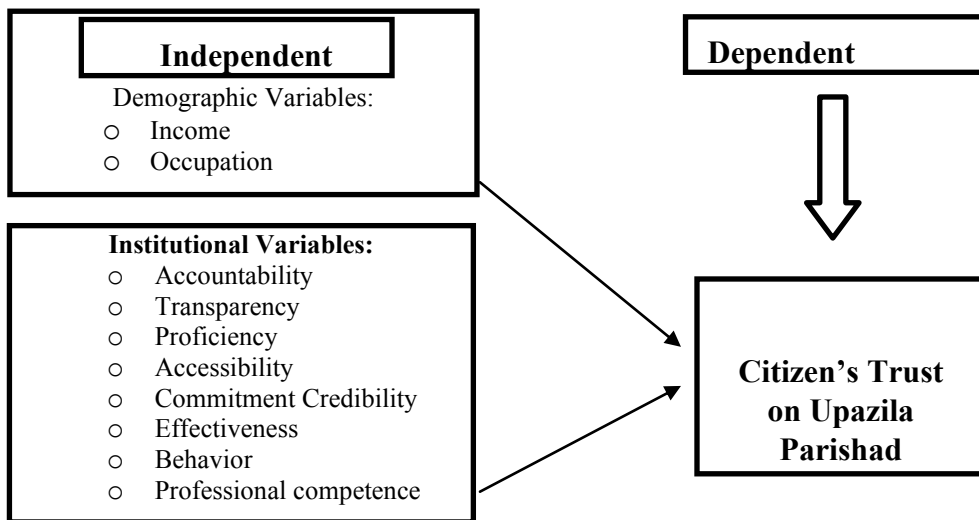 Independent
Demographic Variables:
o Income
o Occupation
Institutional Variables:
o Accountability
o Transparency
o Proficiency
o Accessibility
o Commitment Credibility
o Effectiveness
o Behavior
o Professional competence
Dependent
Citizen’s Trust
on Upazila
Parishad